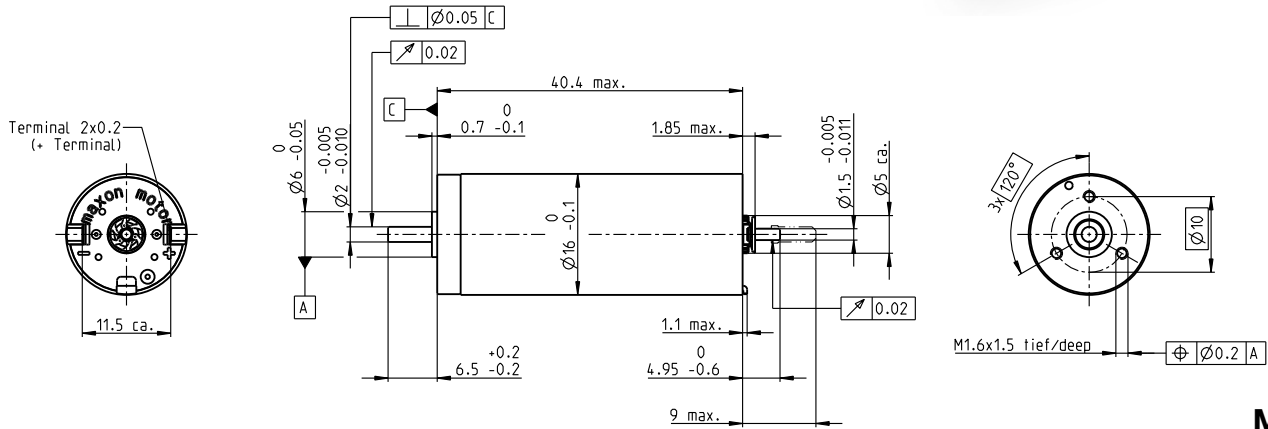 ⊥ Ø0.05 C
↗ 0.02
40.4 max.
C
0
0.7 -0.1
1.85 max.
Terminal 2x0.2
(+ Terminal)
0
Ø6 -0.05
-0.005
Ø2 -0.010
-0.005
Ø1.5 -0.011
Ø5 ca.
3x 120°
maxon motor
- +
0
Ø16 -0.1
Ø10
A
↗ 0.02
11.5 ca.
1.1 max.
M1.6x1.5 tief/deep
⌖ Ø0.2 A
+0.2
6.5 -0.2
0
4.95 -0.6
9 max.
M